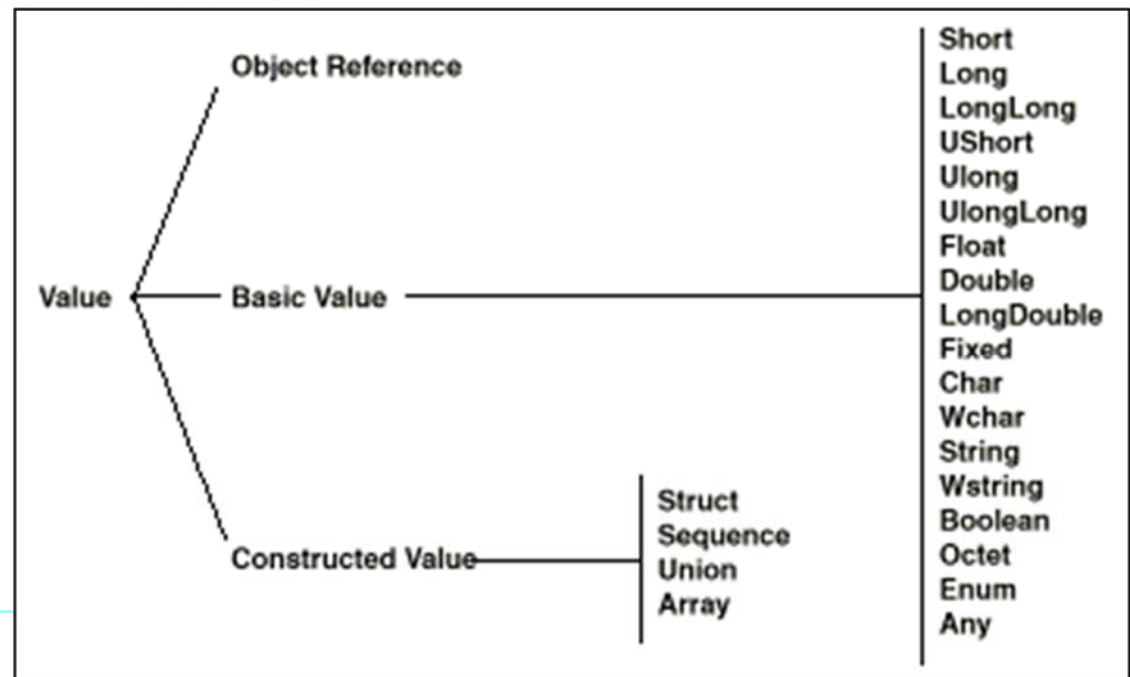 Object Reference
Value
Basic Value
Constructed Value
Struct
Sequence
Union
Array
Short
Long
LongLong
UShort
Ulong
UlongLong
Float
Double
LongDouble
Fixed
Char
Wchar
String
Wstring
Boolean
Octet
Enum
Any